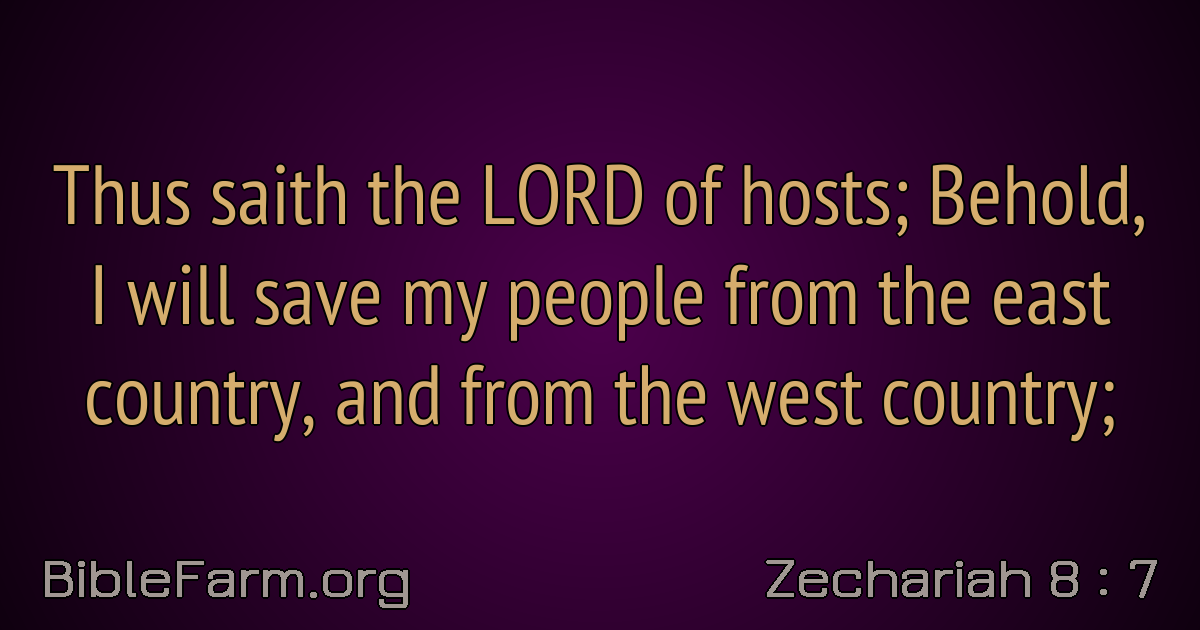 Thus saith the LORD of hosts; Behold,
I will save my people from the east
country, and from the west country;
BibleFarm.org
Zechariah 8 : 7